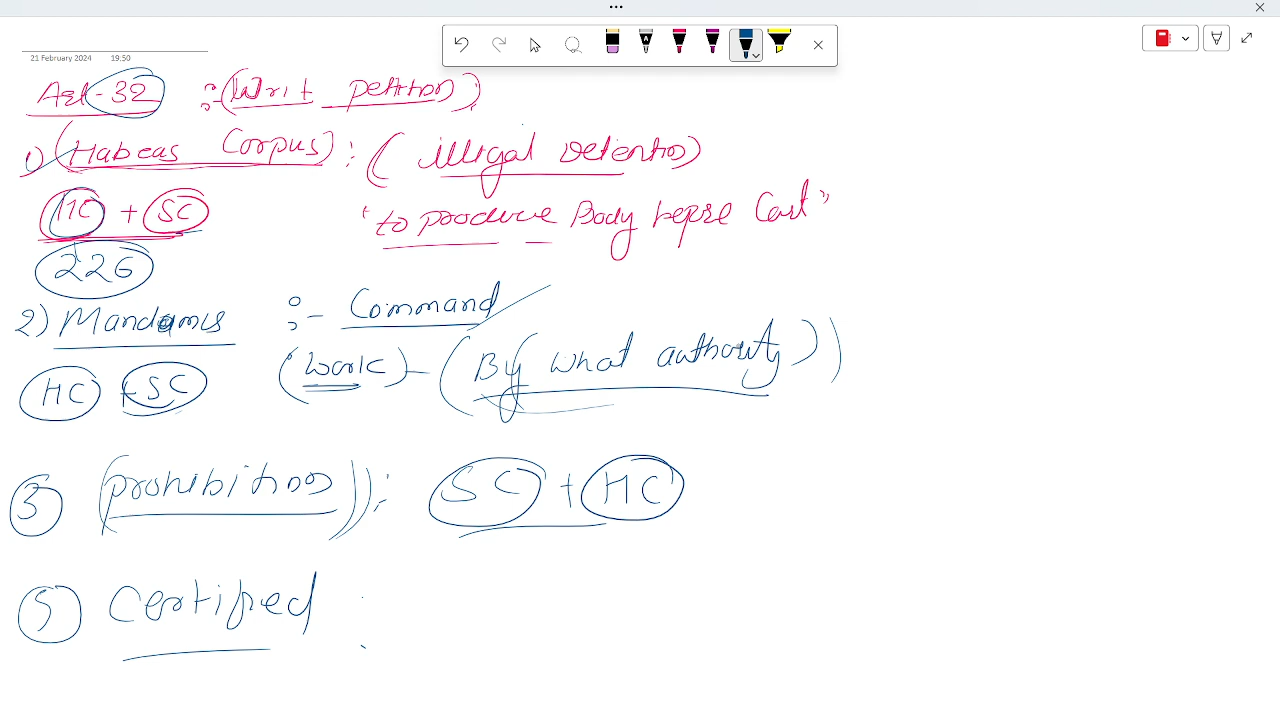 21 February 2024 19:50
Art-32 :- (Writ petition)
1) (Habeas Corpus) : (illegal Detention)
HC + SC "to produce Body before Court"
226
2) Mandamus :- Command
HC + SC (work) - (By what authority))
3 (prohibition)) : SC + HC
5 Certified :